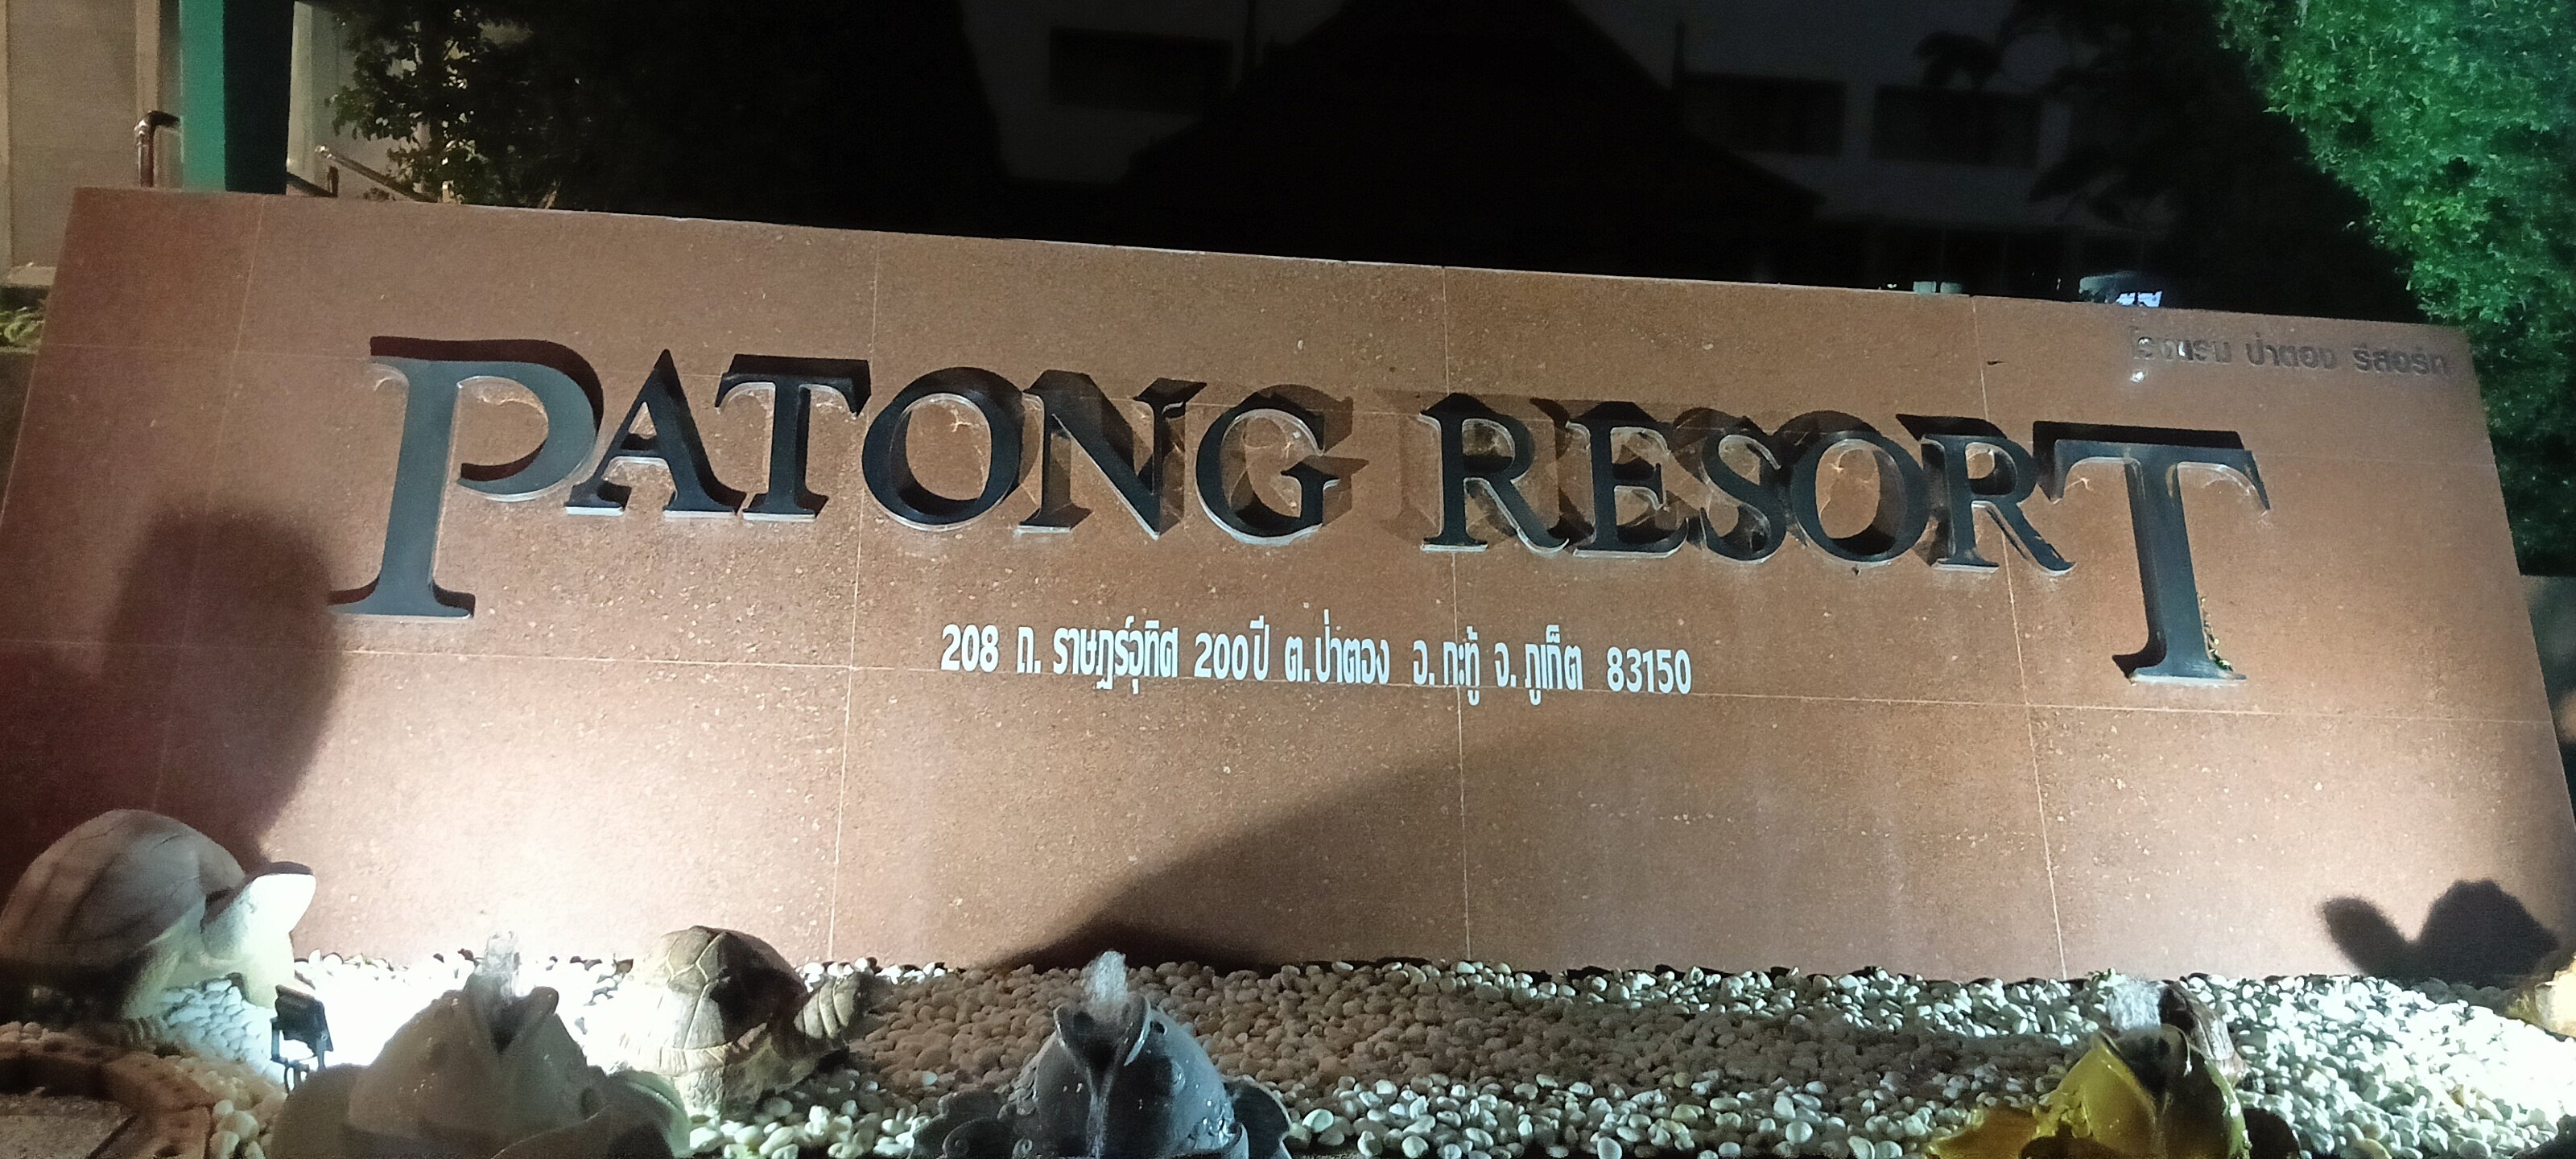 โรงแรม ป่าตอง รีสอร์ท
PATONG RESORT
208 ถ. ราษฎร์อุทิศ 200ปี ต.ป่าตอง อ.กะทู้ จ.ภูเก็ต 83150